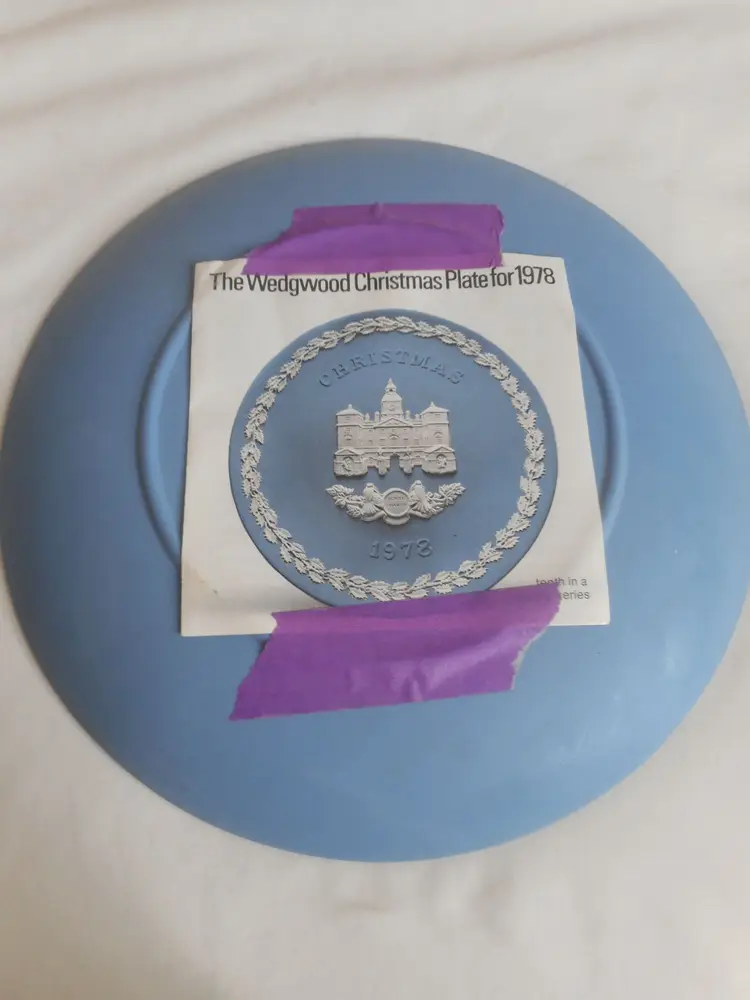 The Wedgwood Christmas Plate for 1978
CHRISTMAS
1978
tenth in a
series